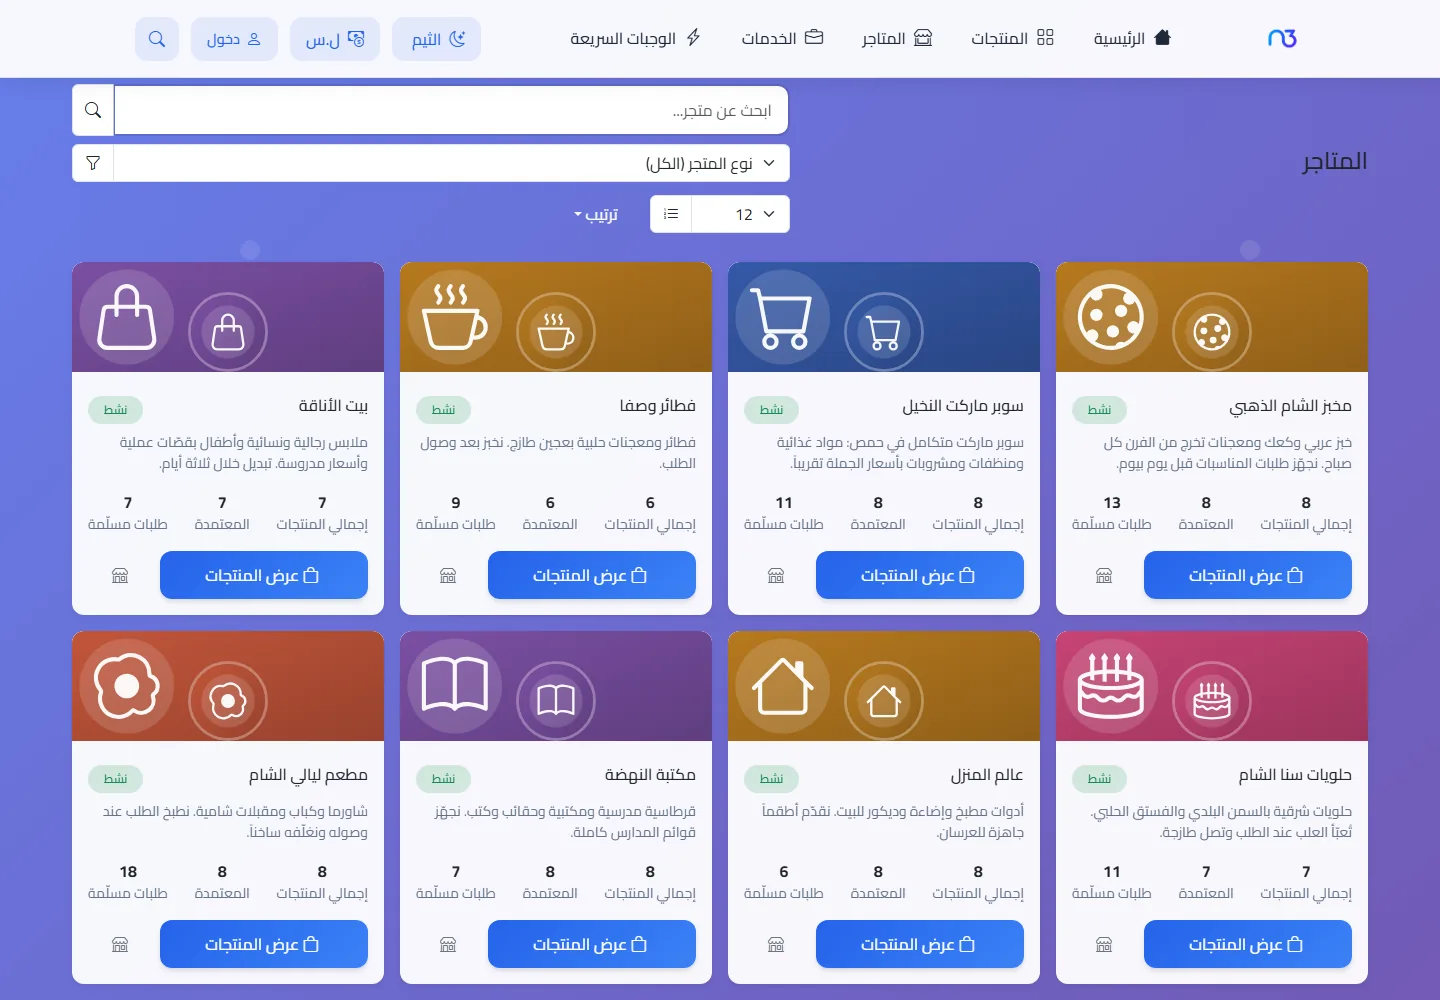 الرئيسية
المنتجات
المتاجر
الخدمات
الوجبات السريعة
الثيم
ل.س
دخول
ابحث عن متجر...
المتاجر
نوع المتجر (الكل)
12
ترتيب
مخبز الشام الذهبي
نشط
خبز عربي وكعك ومعجنات تخرج من الفرن كل
صباح. نجهّز طلبات المناسبات قبل يوم بيوم.
8 8 13
إجمالي المنتجات المعتمدة طلبات مسلّمة
عرض المنتجات
سوبر ماركت النخيل
نشط
سوبر ماركت متكامل في حمص: مواد غذائية
ومنظفات ومشروبات بأسعار الجملة تقريباً.
8 8 11
إجمالي المنتجات المعتمدة طلبات مسلّمة
عرض المنتجات
فطائر وصفا
نشط
فطائر ومعجنات حلبية بعجين طازج. نخبز بعد وصول
الطلب.
6 6 9
إجمالي المنتجات المعتمدة طلبات مسلّمة
عرض المنتجات
بيت الأناقة
نشط
ملابس رجالية ونسائية وأطفال بقصّات عملية
وأسعار مدروسة. تبديل خلال ثلاثة أيام.
7 7 7
إجمالي المنتجات المعتمدة طلبات مسلّمة
عرض المنتجات
حلويات سنا الشام
نشط
حلويات شرقية بالسمن البلدي والفستق الحلبي.
تُعبّأ العلب عند الطلب وتصل طازجة.
7 7 11
إجمالي المنتجات المعتمدة طلبات مسلّمة
عرض المنتجات
عالم المنزل
نشط
أدوات مطبخ وإضاءة وديكور للبيت. نقدّم أطقماً
جاهزة للعرسان.
8 8 6
إجمالي المنتجات المعتمدة طلبات مسلّمة
عرض المنتجات
مكتبة النهضة
نشط
قرطاسية مدرسية ومكتبية وحقائب وكتب. نجهّز
قوائم المدارس كاملة.
8 8 7
إجمالي المنتجات المعتمدة طلبات مسلّمة
عرض المنتجات
مطعم ليالي الشام
نشط
شاورما وكباب ومقبلات شامية. نطبخ الطلب عند
وصوله ونغلّفه ساخناً.
8 8 18
إجمالي المنتجات المعتمدة طلبات مسلّمة
عرض المنتجات